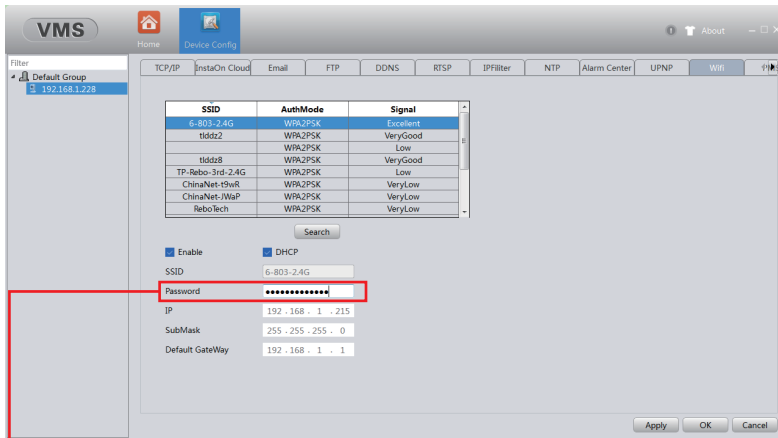 VMS
Home
Device Config
About
Filter
Default Group
192.168.1.228
TCP/IP InstaOn Cloud Email FTP DDNS RTSP IPFiliter NTP Alarm Center UPNP Wifi
SSID AuthMode Signal
6-803-2.4G WPA2PSK Excellent
tlddz2 WPA2PSK VeryGood
WPA2PSK Low
tlddz8 WPA2PSK VeryGood
TP-Rebo-3rd-2.4G WPA2PSK Low
ChinaNet-t9wR WPA2PSK VeryLow
ChinaNet-JWaP WPA2PSK VeryLow
ReboTech WPA2PSK VeryLow
Search
Enable DHCP
SSID 6-803-2.4G
Password ●●●●●●●●●●●●●
IP 192 . 168 . 1 . 215
SubMask 255 . 255 . 255 . 0
Default GateWay 192 . 168 . 1 . 1
Apply OK Cancel